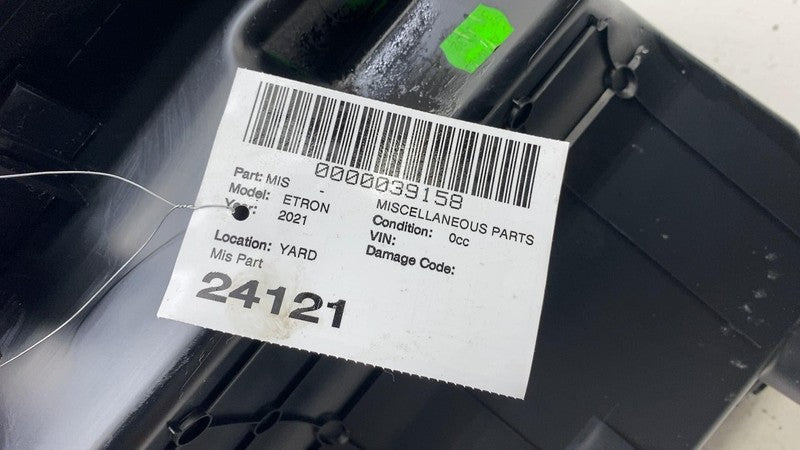 0000039158
Part: MIS - MISCELLANEOUS PARTS
Model: ETRON Condition: 0cc
Year: 2021 VIN:
Damage Code:
Location: YARD
Mis Part
24121